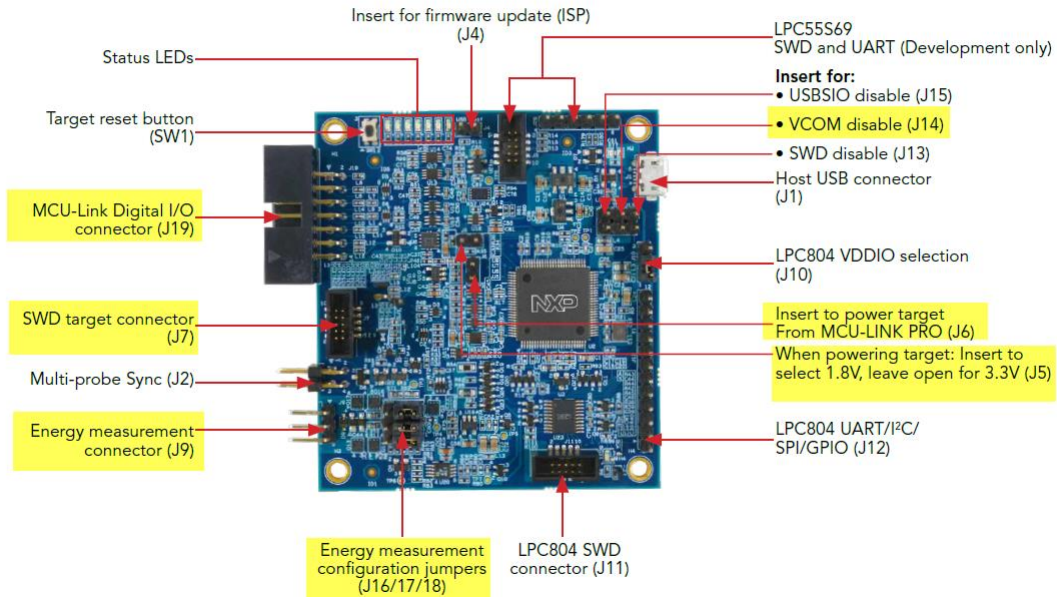 Insert for firmware update (ISP)
(J4)
LPC55S69
SWD and UART (Development only)
Status LEDs
Insert for:
• USBSIO disable (J15)
• VCOM disable (J14)
• SWD disable (J13)
Target reset button
(SW1)
Host USB connector
(J1)
MCU-Link Digital I/O
connector (J19)
LPC804 VDDIO selection
(J10)
NXP
SWD target connector
(J7)
Insert to power target
From MCU-LINK PRO (J6)
When powering target: Insert to
select 1.8V, leave open for 3.3V (J5)
Multi-probe Sync (J2)
Energy measurement
connector (J9)
LPC804 UART/I²C/
SPI/GPIO (J12)
Energy measurement
configuration jumpers
(J16/17/18)
LPC804 SWD
connector (J11)